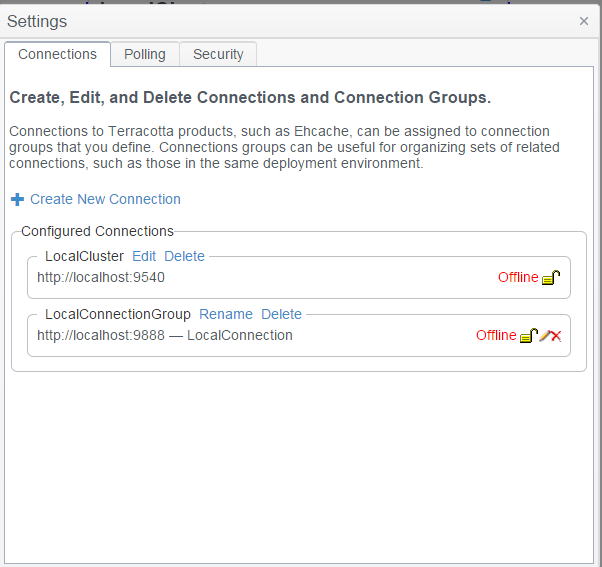 Settings ×
Connections Polling Security
Create, Edit, and Delete Connections and Connection Groups.
Connections to Terracotta products, such as Ehcache, can be assigned to connection
groups that you define. Connections groups can be useful for organizing sets of related
connections, such as those in the same deployment environment.
Create New Connection
Configured Connections
LocalCluster Edit Delete
http://localhost:9540 Offline
LocalConnectionGroup Rename Delete
http://localhost:9888 — LocalConnection Offline